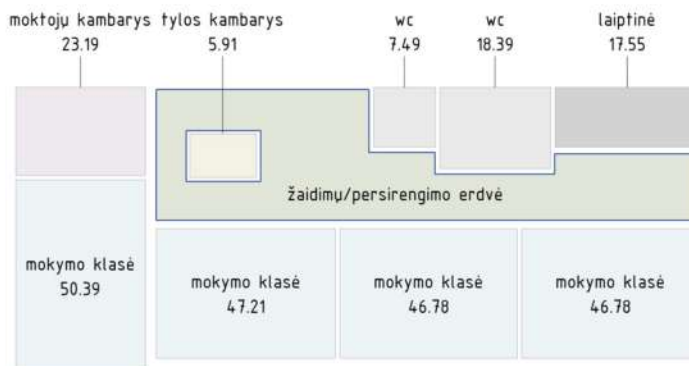 moktojų kambarys
23.19
tylos kambarys
5.91
wc
7.49
wc
18.39
laiptinė
17.55
žaidimų/persirengimo erdvė
mokymo klasė
50.39
mokymo klasė
47.21
mokymo klasė
46.78
mokymo klasė
46.78